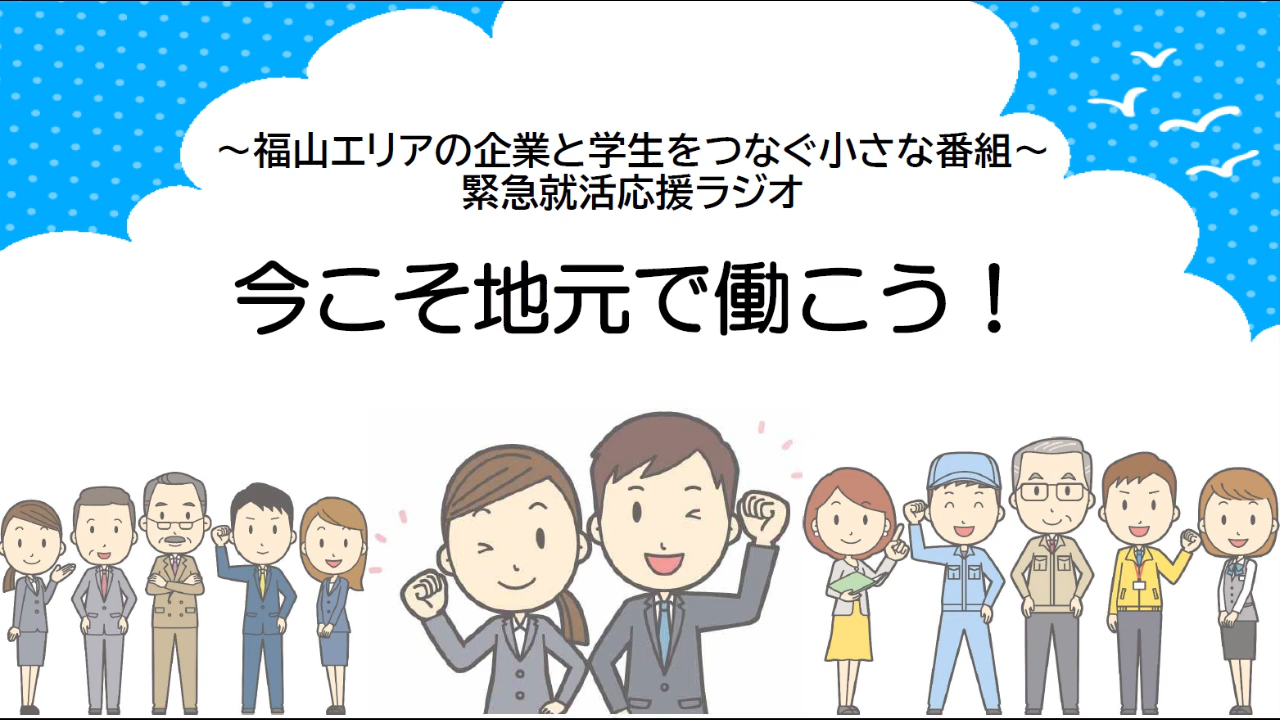 ～福山エリアの企業と学生をつなぐ小さな番組～
緊急就活応援ラジオ
今こそ地元で働こう！